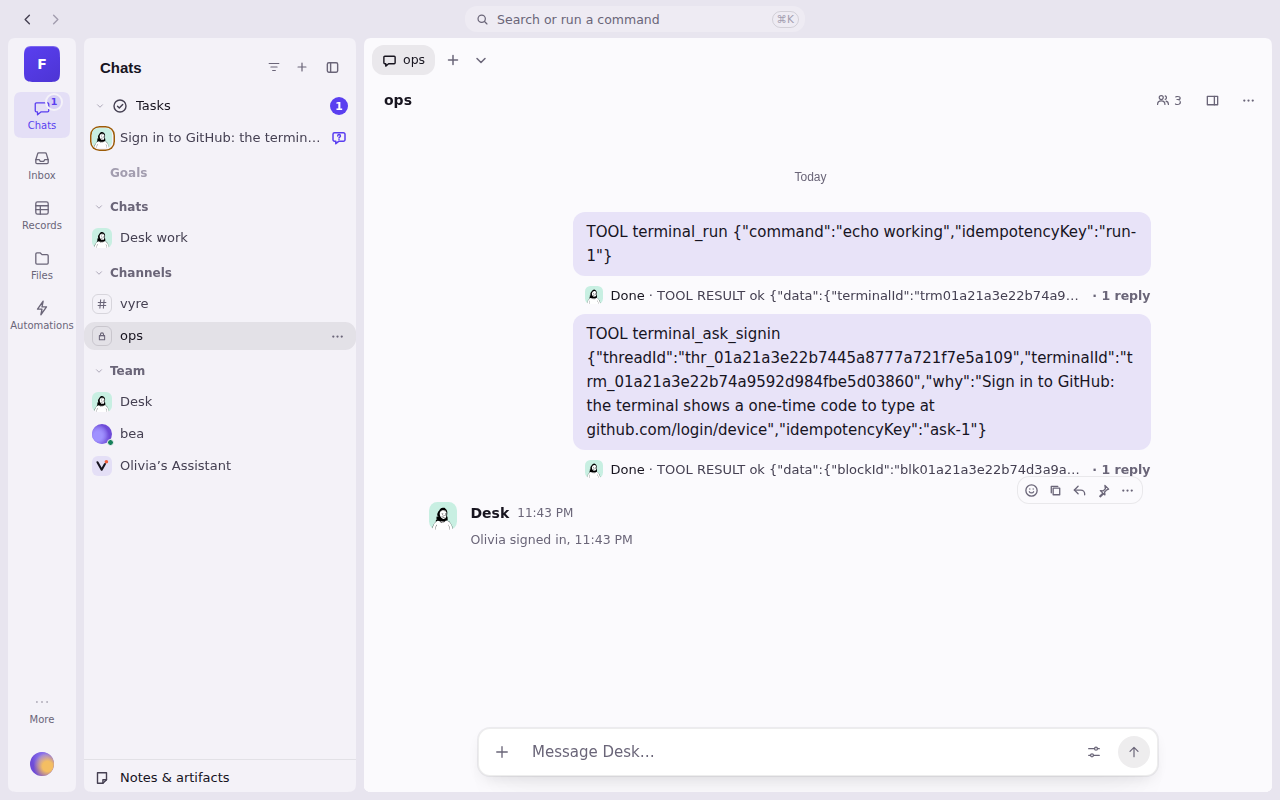 Search or run a command
⌘K
F
1
Chats
Inbox
Records
Files
Automations
More
Chats
Tasks
1
Sign in to GitHub: the termin...
Goals
Chats
Desk work
Channels
vyre
ops
Team
Desk
bea
Olivia’s Assistant
Notes & artifacts
ops
ops
3
Today
TOOL terminal_run {"command":"echo working","idempotencyKey":"run-
1"}
Done · TOOL RESULT ok {"data":{"terminalId":"trm01a21a3e22b74a9... · 1 reply
TOOL terminal_ask_signin
{"threadId":"thr_01a21a3e22b7445a8777a721f7e5a109","terminalId":"t
rm_01a21a3e22b74a9592d984fbe5d03860","why":"Sign in to GitHub:
the terminal shows a one-time code to type at
github.com/login/device","idempotencyKey":"ask-1"}
Done · TOOL RESULT ok {"data":{"blockId":"blk01a21a3e22b74d3a9a... · 1 reply
Desk 11:43 PM
Olivia signed in, 11:43 PM
Message Desk...